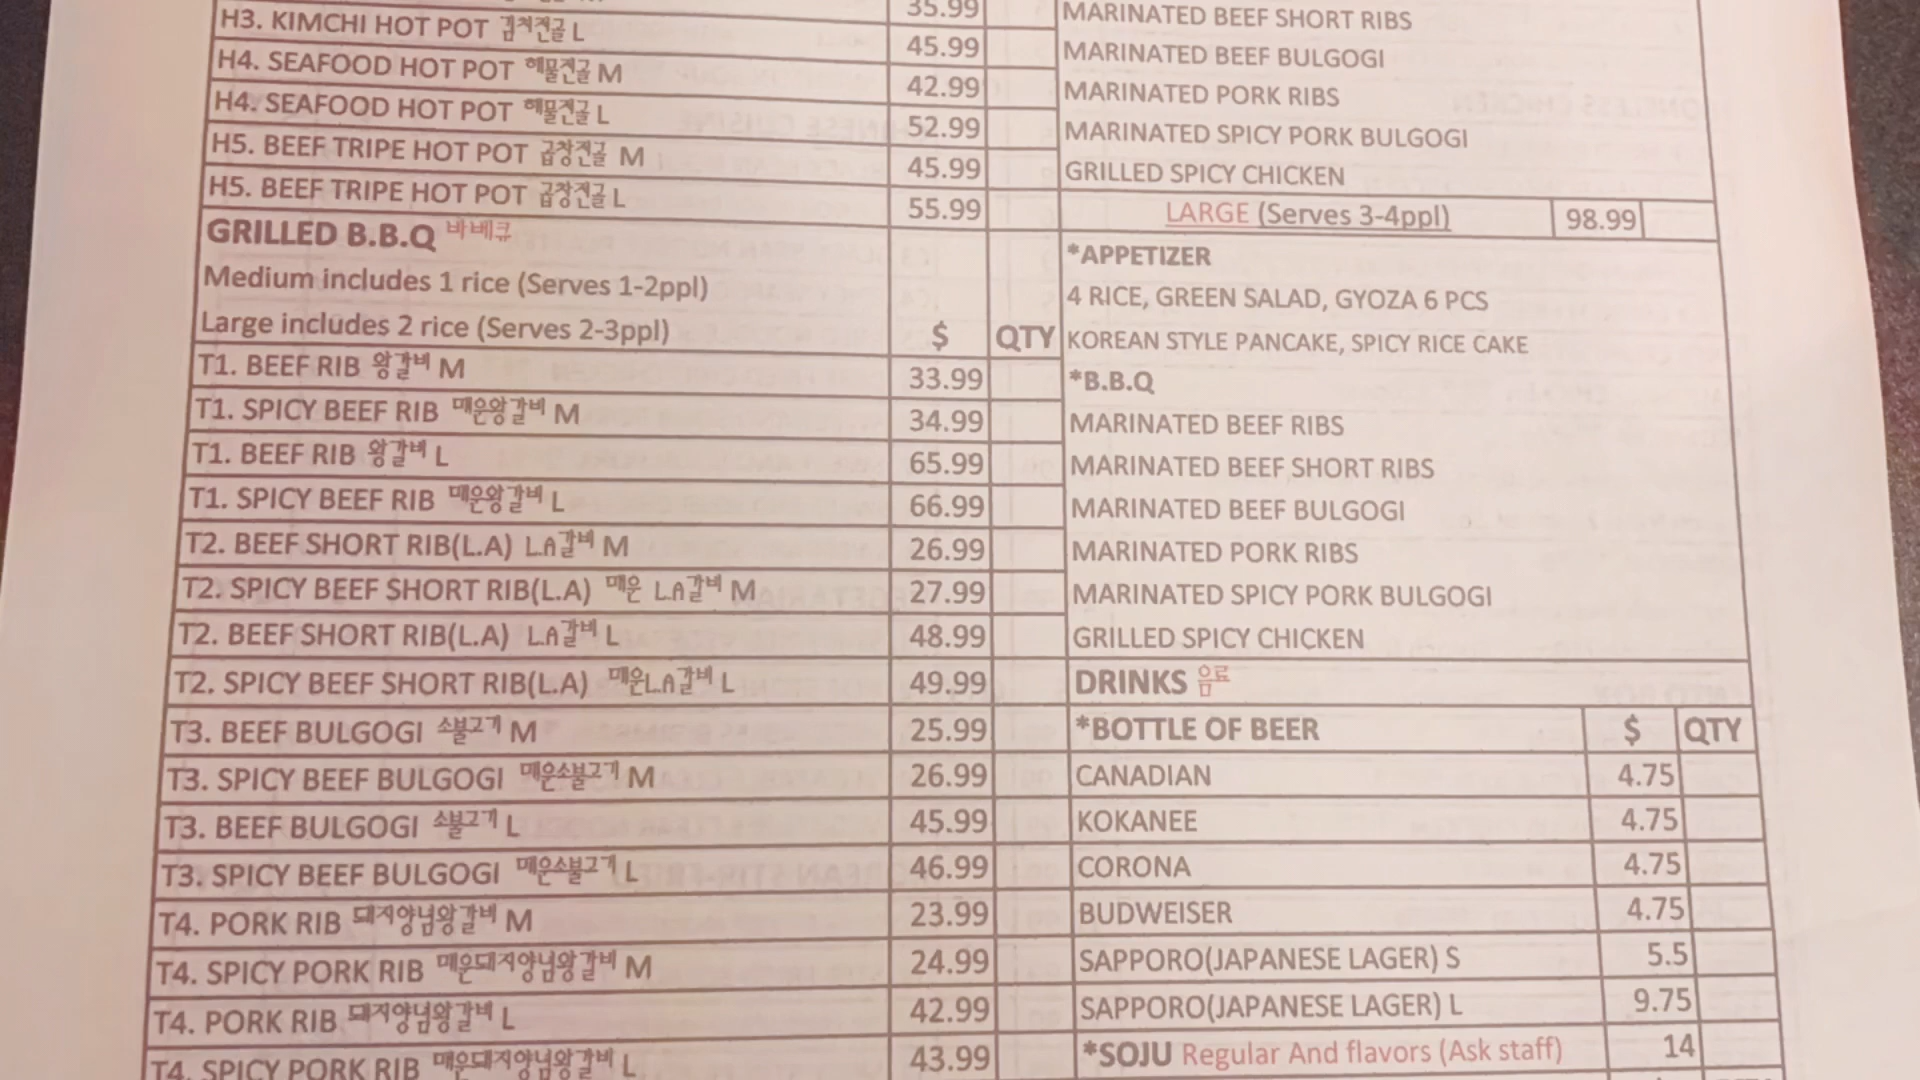 35.99
H3. KIMCHI HOT POT 김치전골 L 45.99
H4. SEAFOOD HOT POT 해물전골 M 42.99
H4. SEAFOOD HOT POT 해물전골 L 52.99
H5. BEEF TRIPE HOT POT 곱창전골 M 45.99
H5. BEEF TRIPE HOT POT 곱창전골 L 55.99
GRILLED B.B.Q 바베큐
Medium includes 1 rice (Serves 1-2ppl)
Large includes 2 rice (Serves 2-3ppl) $ QTY
T1. BEEF RIB 왕갈비 M 33.99
T1. SPICY BEEF RIB 매운왕갈비 M 34.99
T1. BEEF RIB 왕갈비 L 65.99
T1. SPICY BEEF RIB 매운왕갈비 L 66.99
T2. BEEF SHORT RIB(L.A) LA갈비 M 26.99
T2. SPICY BEEF SHORT RIB(L.A) 매운 L.A갈비 M 27.99
T2. BEEF SHORT RIB(L.A) LA갈비 L 48.99
T2. SPICY BEEF SHORT RIB(L.A) 매운L.A갈비 L 49.99
T3. BEEF BULGOGI 소불고기 M 25.99
T3. SPICY BEEF BULGOGI 매운소불고기 M 26.99
T3. BEEF BULGOGI 소불고기 L 45.99
T3. SPICY BEEF BULGOGI 매운소불고기 L 46.99
T4. PORK RIB 돼지양념왕갈비 M 23.99
T4. SPICY PORK RIB 매운돼지양념왕갈비 M 24.99
T4. PORK RIB 돼지양념왕갈비 L 42.99
T4. SPICY PORK RIB 매운돼지양념왕갈비 L 43.99
MARINATED BEEF SHORT RIBS
MARINATED BEEF BULGOGI
MARINATED PORK RIBS
MARINATED SPICY PORK BULGOGI
GRILLED SPICY CHICKEN
LARGE (Serves 3-4ppl) 98.99
*APPETIZER
4 RICE, GREEN SALAD, GYOZA 6 PCS
KOREAN STYLE PANCAKE, SPICY RICE CAKE
*B.B.Q
MARINATED BEEF RIBS
MARINATED BEEF SHORT RIBS
MARINATED BEEF BULGOGI
MARINATED PORK RIBS
MARINATED SPICY PORK BULGOGI
GRILLED SPICY CHICKEN
DRINKS 음료
*BOTTLE OF BEER $ QTY
CANADIAN 4.75
KOKANEE 4.75
CORONA 4.75
BUDWEISER 4.75
SAPPORO(JAPANESE LAGER) S 5.5
SAPPORO(JAPANESE LAGER) L 9.75
*SOJU Regular And flavors (Ask staff) 14